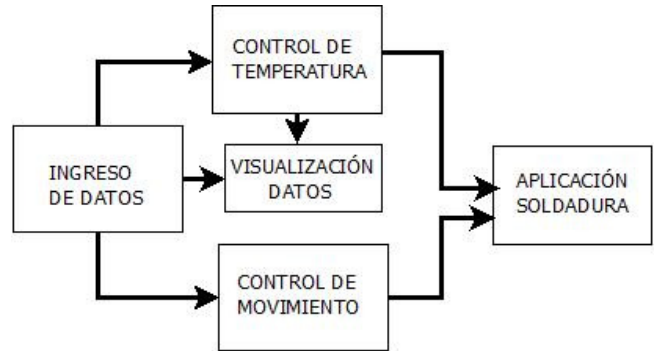 CONTROL DE
TEMPERATURA
INGRESO
DE DATOS
VISUALIZACIÓN
DATOS
APLICACIÓN
SOLDADURA
CONTROL DE
MOVIMIENTO